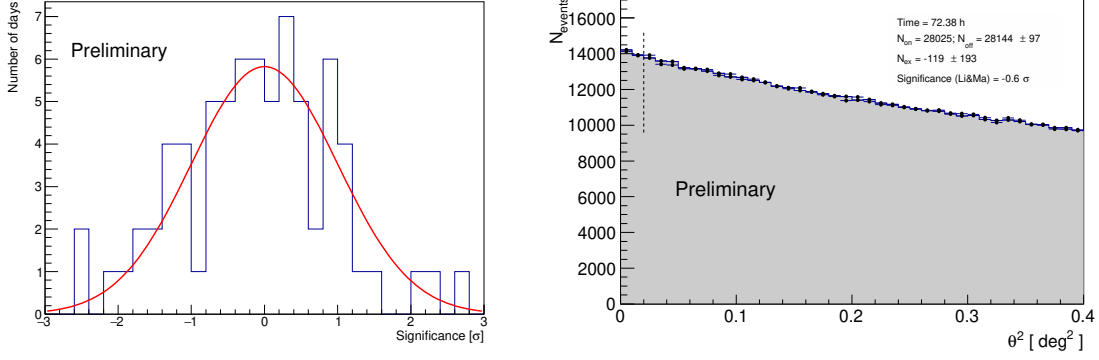 Number of days
7
6
5
4
3
2
1
0
Preliminary
−3 −2 −1 0 1 2 3
Significance [σ]
N_events
16000
14000
12000
10000
8000
6000
4000
2000
0
Time = 72.38 h
N_on = 28025; N_off = 28144 ± 97
N_ex = -119 ± 193
Significance (Li&Ma) = -0.6 σ
Preliminary
0 0.1 0.2 0.3 0.4
θ² [ deg² ]